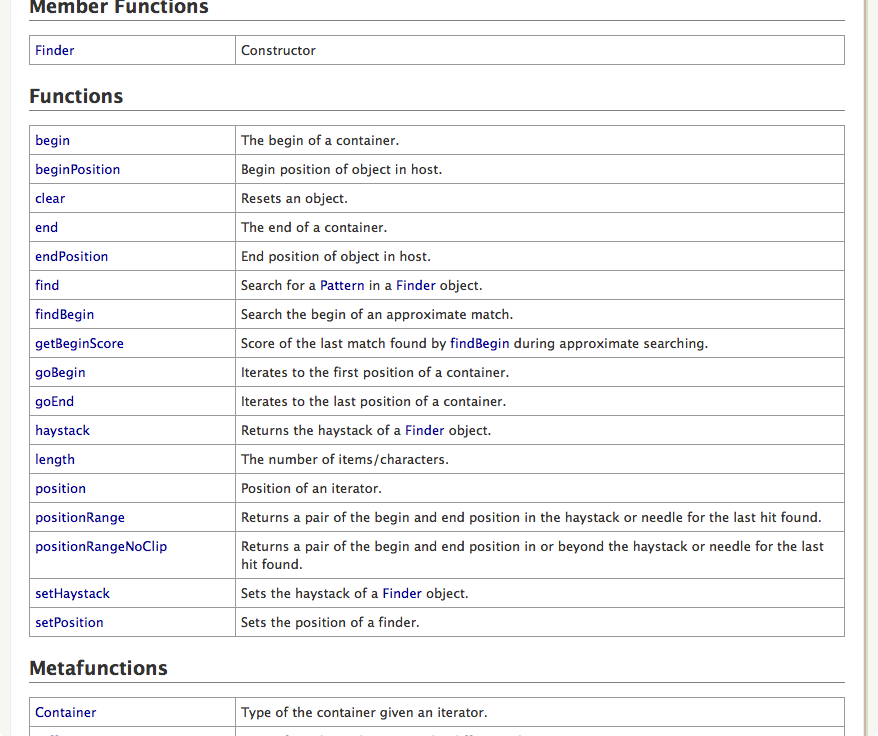 Member Functions
Finder Constructor
Functions
begin The begin of a container.
beginPosition Begin position of object in host.
clear Resets an object.
end The end of a container.
endPosition End position of object in host.
find Search for a Pattern in a Finder object.
findBegin Search the begin of an approximate match.
getBeginScore Score of the last match found by findBegin during approximate searching.
goBegin Iterates to the first position of a container.
goEnd Iterates to the last position of a container.
haystack Returns the haystack of a Finder object.
length The number of items/characters.
position Position of an iterator.
positionRange Returns a pair of the begin and end position in the haystack or needle for the last hit found.
positionRangeNoClip Returns a pair of the begin and end position in or beyond the haystack or needle for the last
hit found.
setHaystack Sets the haystack of a Finder object.
setPosition Sets the position of a finder.
Metafunctions
Container Type of the container given an iterator.